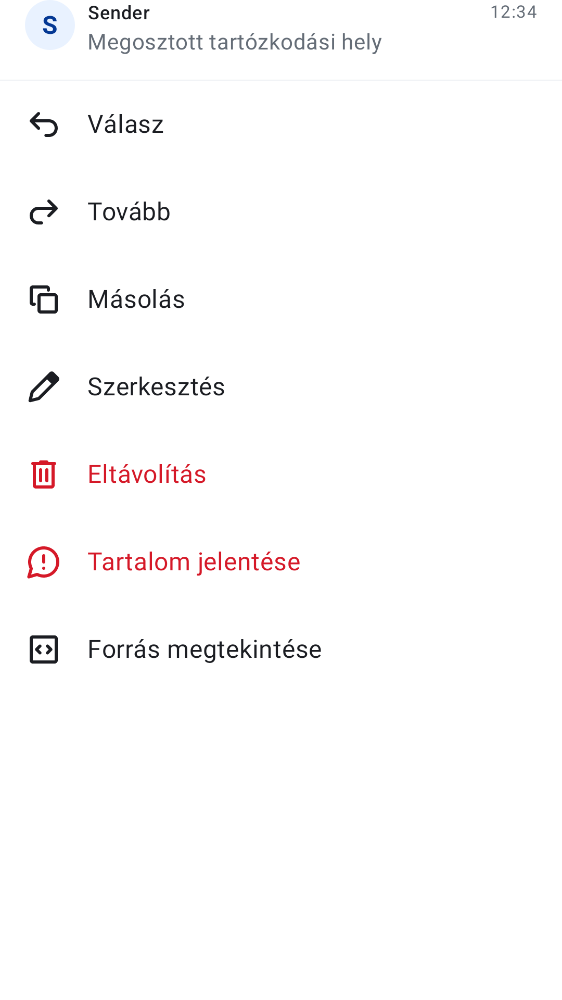 S
Sender
12:34
Megosztott tartózkodási hely
Válasz
Tovább
Másolás
Szerkesztés
Eltávolítás
Tartalom jelentése
Forrás megtekintése